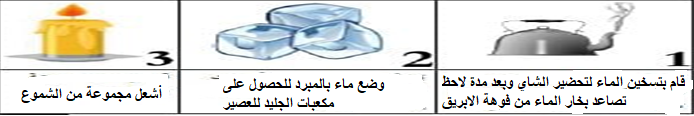 1
2
3
قام بتسخين الماء لتحضير الشاي وبعد مدة لاحظ
تصاعد بخار الماء من فوهة الابريق
وضع ماء بالمبرد للحصول على
مكعبات الجليد للعصير
أشعل مجموعة من الشموع